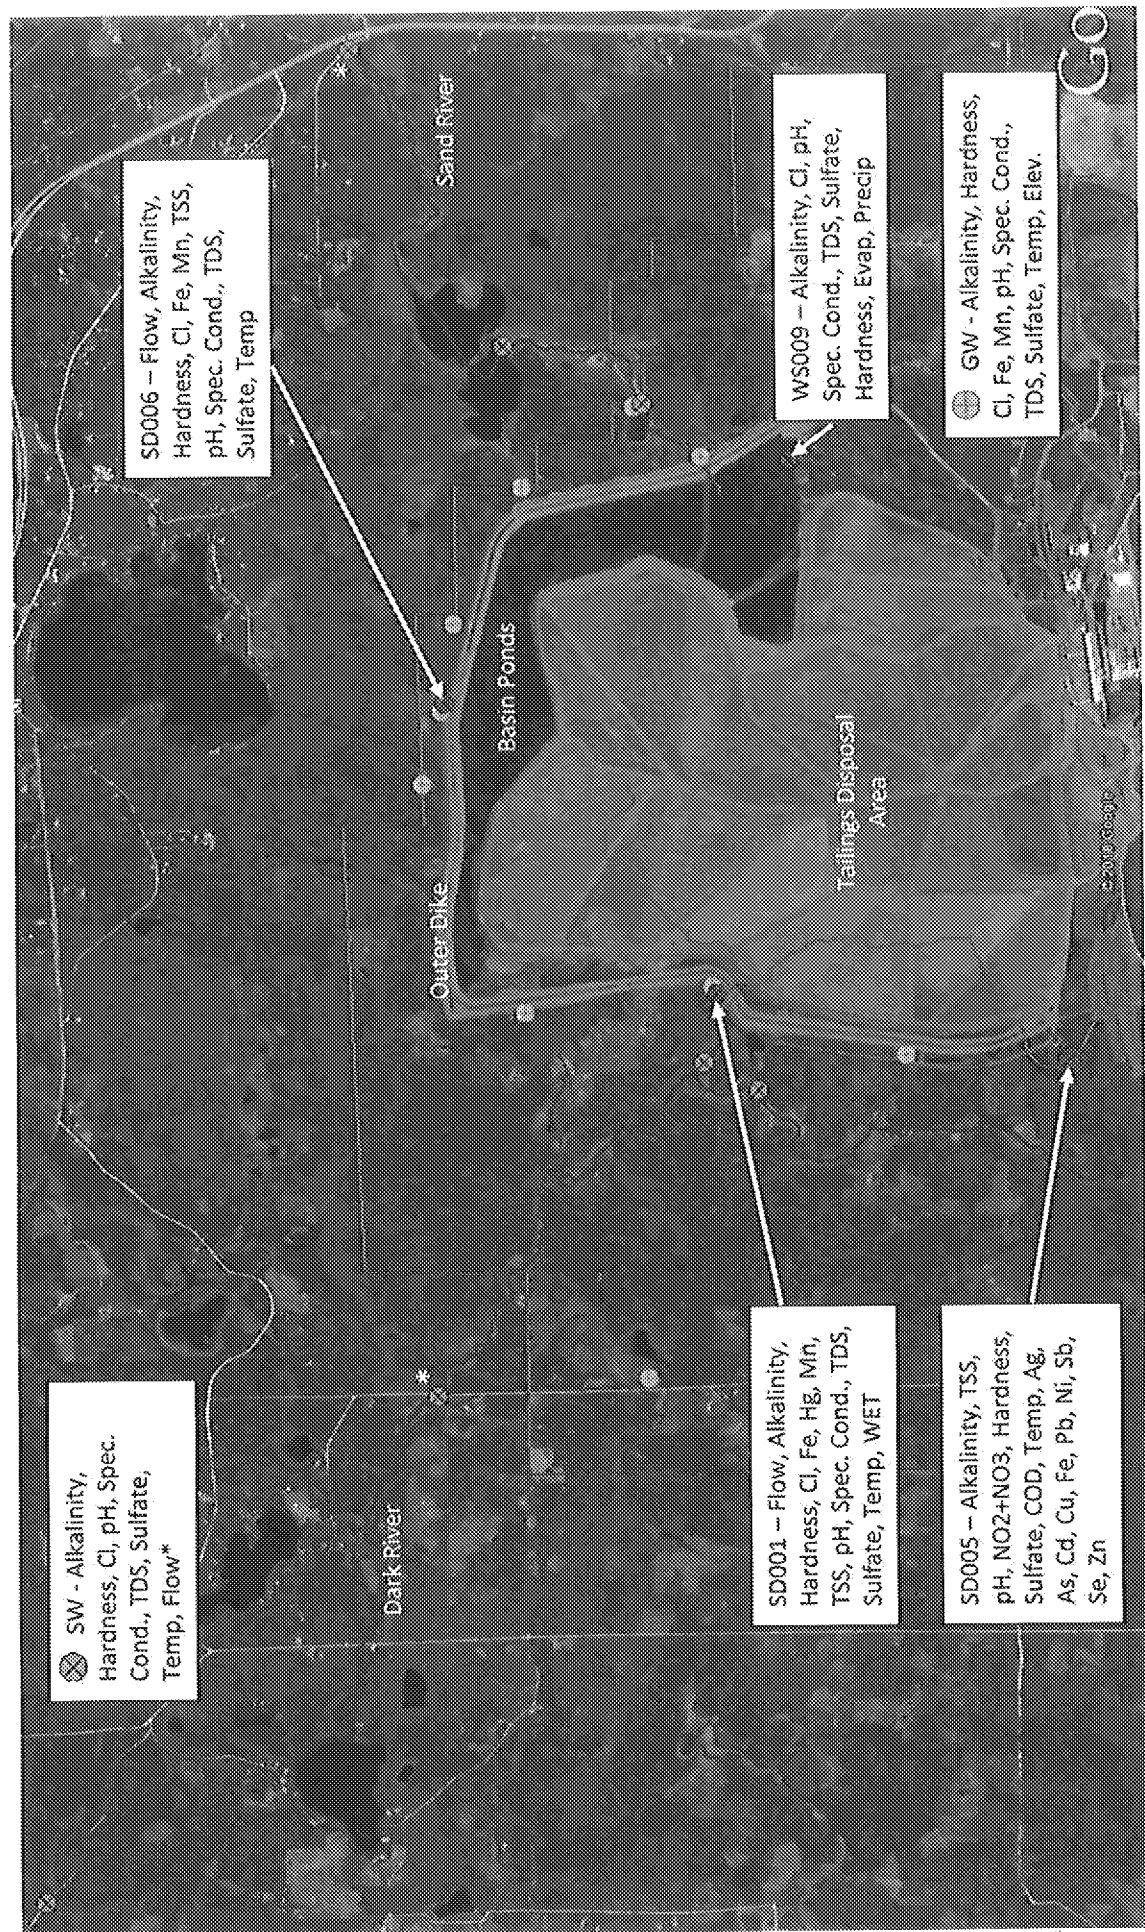 SW - Alkalinity,
Hardness, Cl, pH, Spec.
Cond., TDS, Sulfate,
Temp, Flow*
SD006 – Flow, Alkalinity,
Hardness, Cl, Fe, Mn, TSS,
pH, Spec. Cond., TDS,
Sulfate, Temp
*
*
Dark River
Outer Dike
Sand River
Basin Ponds
SD001 – Flow, Alkalinity,
Hardness, Cl, Fe, Hg, Mn,
TSS, pH, Spec. Cond., TDS,
Sulfate, Temp, WET
Tailings Disposal
Area
WS009 – Alkalinity, Cl, pH,
Spec. Cond., TDS, Sulfate,
Hardness, Evap, Precip
SD005 – Alkalinity, TSS,
pH, NO2+NO3, Hardness,
Sulfate, COD, Temp, Ag,
As, Cd, Cu, Fe, Pb, Ni, Sb,
Se, Zn
GW - Alkalinity, Hardness,
Cl, Fe, Mn, pH, Spec. Cond.,
TDS, Sulfate, Temp, Elev.
Go